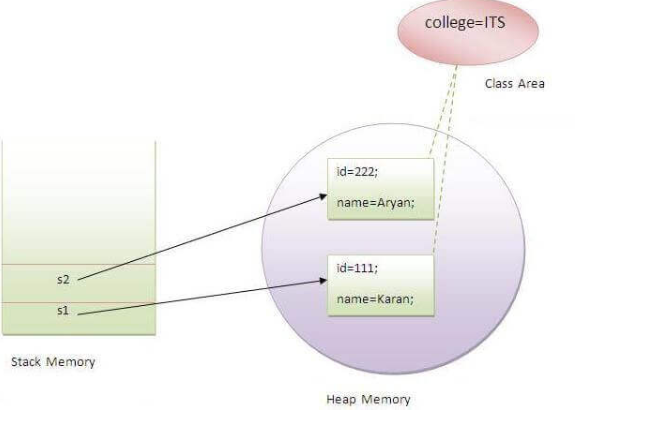 college=ITS
Class Area
id=222;
name=Aryan;
id=111;
name=Karan;
s2
s1
Stack Memory
Heap Memory